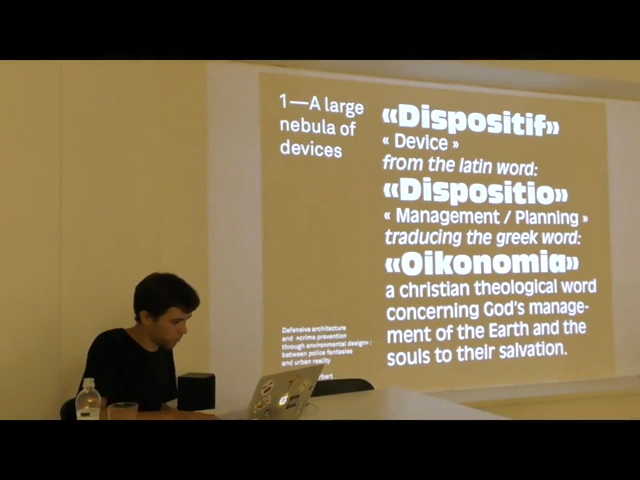 1—A large
nebula of
devices
«Dispositif»
« Device »
from the latin word:
«Dispositio»
« Management / Planning »
traducing the greek word:
«Oikonomia»
a christian theological word
concerning God's manage-
ment of the Earth and the
souls to their salvation.
Defensive architecture
and «crime prevention
through environmental design» :
between police fantasies
and urban reality